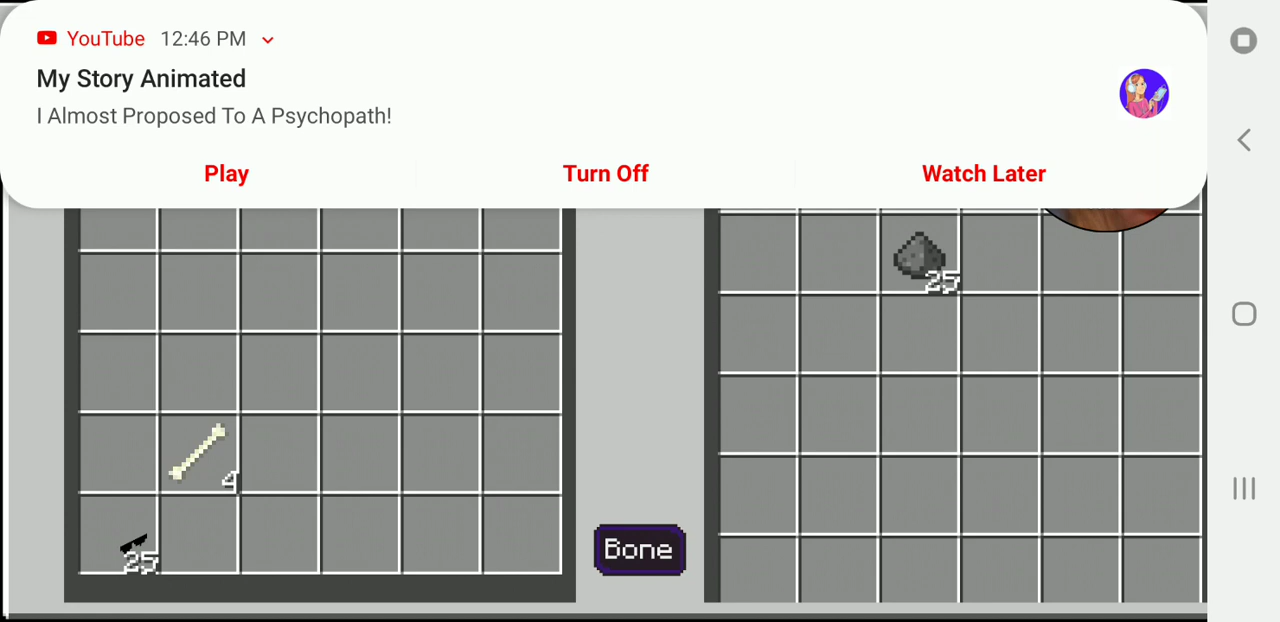 YouTube 12:46 PM
My Story Animated
I Almost Proposed To A Psychopath!
Play Turn Off Watch Later
25
4
25
Bone